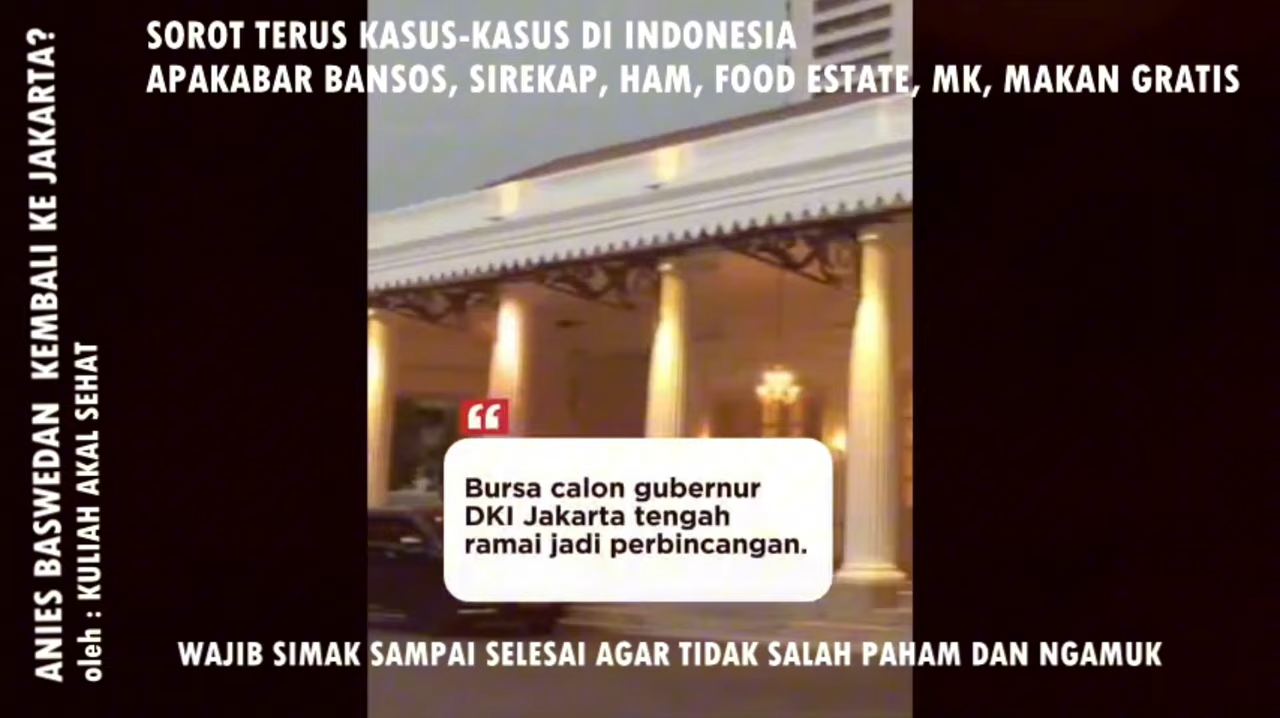 SOROT TERUS KASUS-KASUS DI INDONESIA
APAKABAR BANSOS, SIREKAP, HAM, FOOD ESTATE, MK, MAKAN GRATIS
ANIES BASWEDAN KEMBALI KE JAKARTA?
oleh : KULIAH AKAL SEHAT
“
Bursa calon gubernur
DKI Jakarta tengah
ramai jadi perbincangan.
WAJIB SIMAK SAMPAI SELESAI AGAR TIDAK SALAH PAHAM DAN NGAMUK